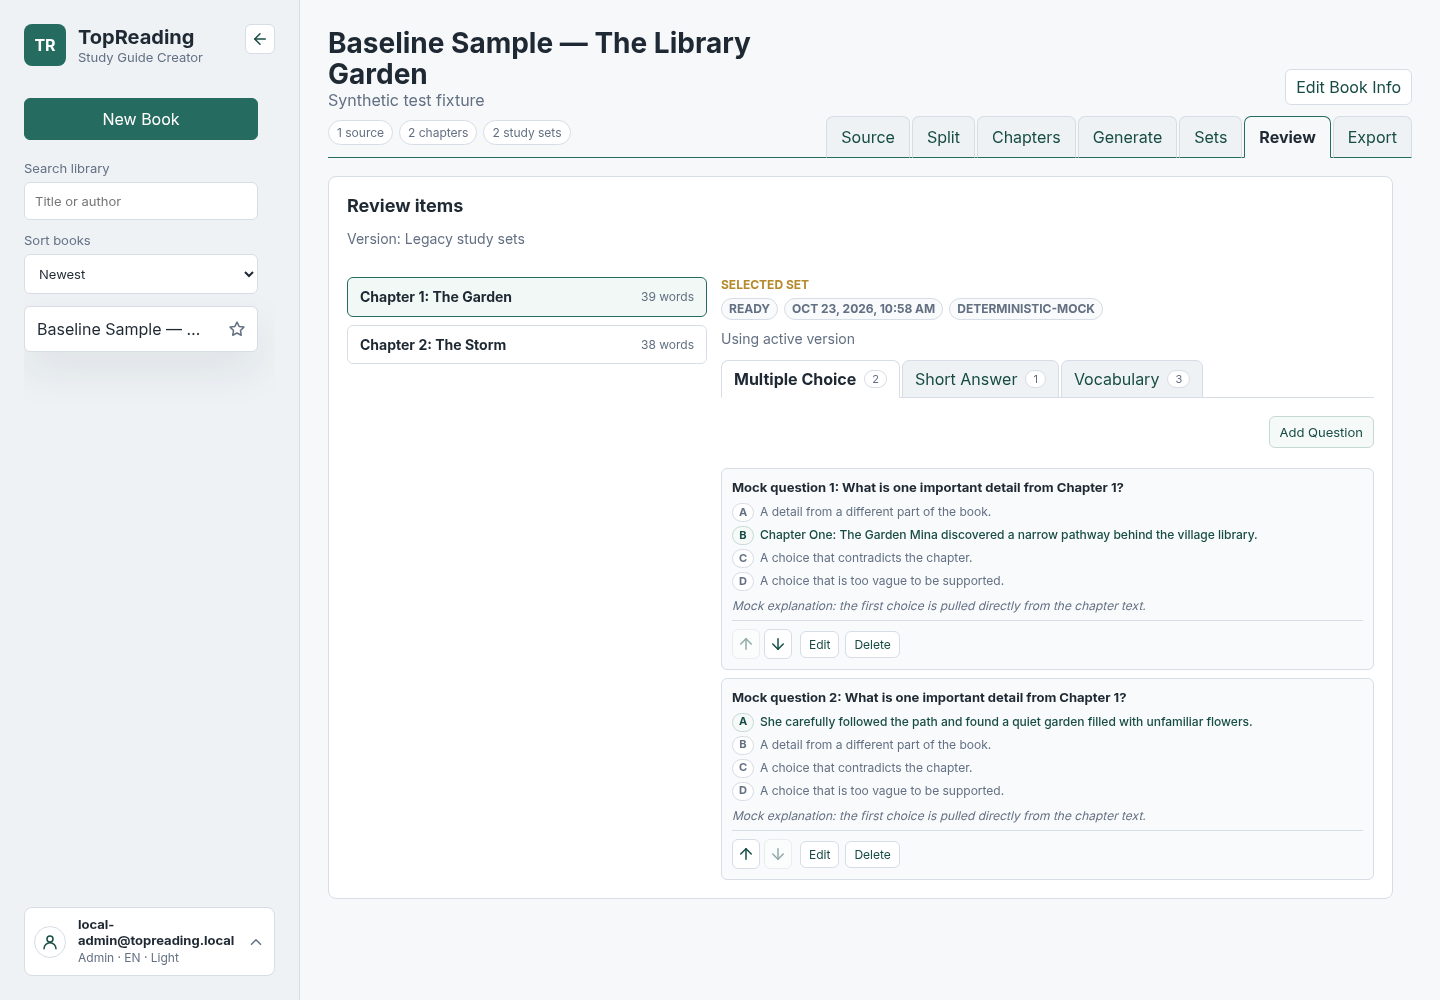 TR
TopReading
Study Guide Creator
New Book
Search library
Title or author
Sort books
Newest
Baseline Sample — ...
local-
admin@topreading.local
Admin · EN · Light
Baseline Sample — The Library
Garden
Synthetic test fixture
1 source
2 chapters
2 study sets
Edit Book Info
Source
Split
Chapters
Generate
Sets
Review
Export
Review items
Version: Legacy study sets
Chapter 1: The Garden
39 words
Chapter 2: The Storm
38 words
SELECTED SET
READY
OCT 23, 2026, 10:58 AM
DETERMINISTIC-MOCK
Using active version
Multiple Choice 2
Short Answer 1
Vocabulary 3
Add Question
Mock question 1: What is one important detail from Chapter 1?
A A detail from a different part of the book.
B Chapter One: The Garden Mina discovered a narrow pathway behind the village library.
C A choice that contradicts the chapter.
D A choice that is too vague to be supported.
Mock explanation: the first choice is pulled directly from the chapter text.
Edit
Delete
Mock question 2: What is one important detail from Chapter 1?
A She carefully followed the path and found a quiet garden filled with unfamiliar flowers.
B A detail from a different part of the book.
C A choice that contradicts the chapter.
D A choice that is too vague to be supported.
Mock explanation: the first choice is pulled directly from the chapter text.
Edit
Delete